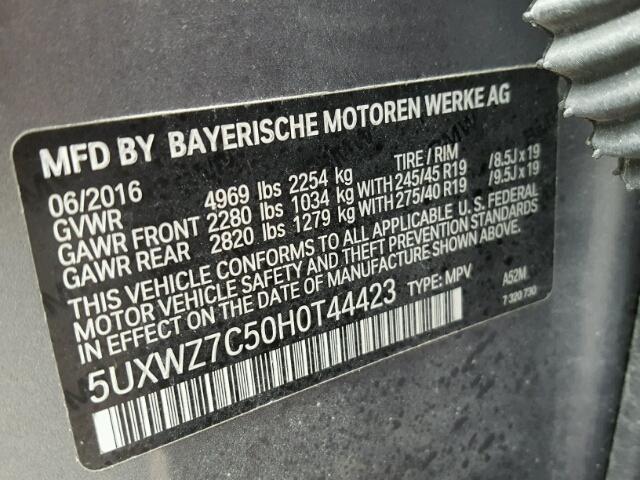 MFD BY BAYERISCHE MOTOREN WERKE AG
06/2016 TIRE / RIM
GVWR 4969 lbs 2254 kg
GAWR FRONT 2280 lbs 1034 kg WITH 245/45 R19 /8.5J x 19
GAWR REAR 2820 lbs 1279 kg WITH 275/40 R19 /9.5J x 19
THIS VEHICLE CONFORMS TO ALL APPLICABLE U.S. FEDERAL
MOTOR VEHICLE SAFETY AND THEFT PREVENTION STANDARDS
IN EFFECT ON THE DATE OF MANUFACTURE SHOWN ABOVE.
5UXWZ7C50H0T44423 TYPE: MPV A52M
7 320 730